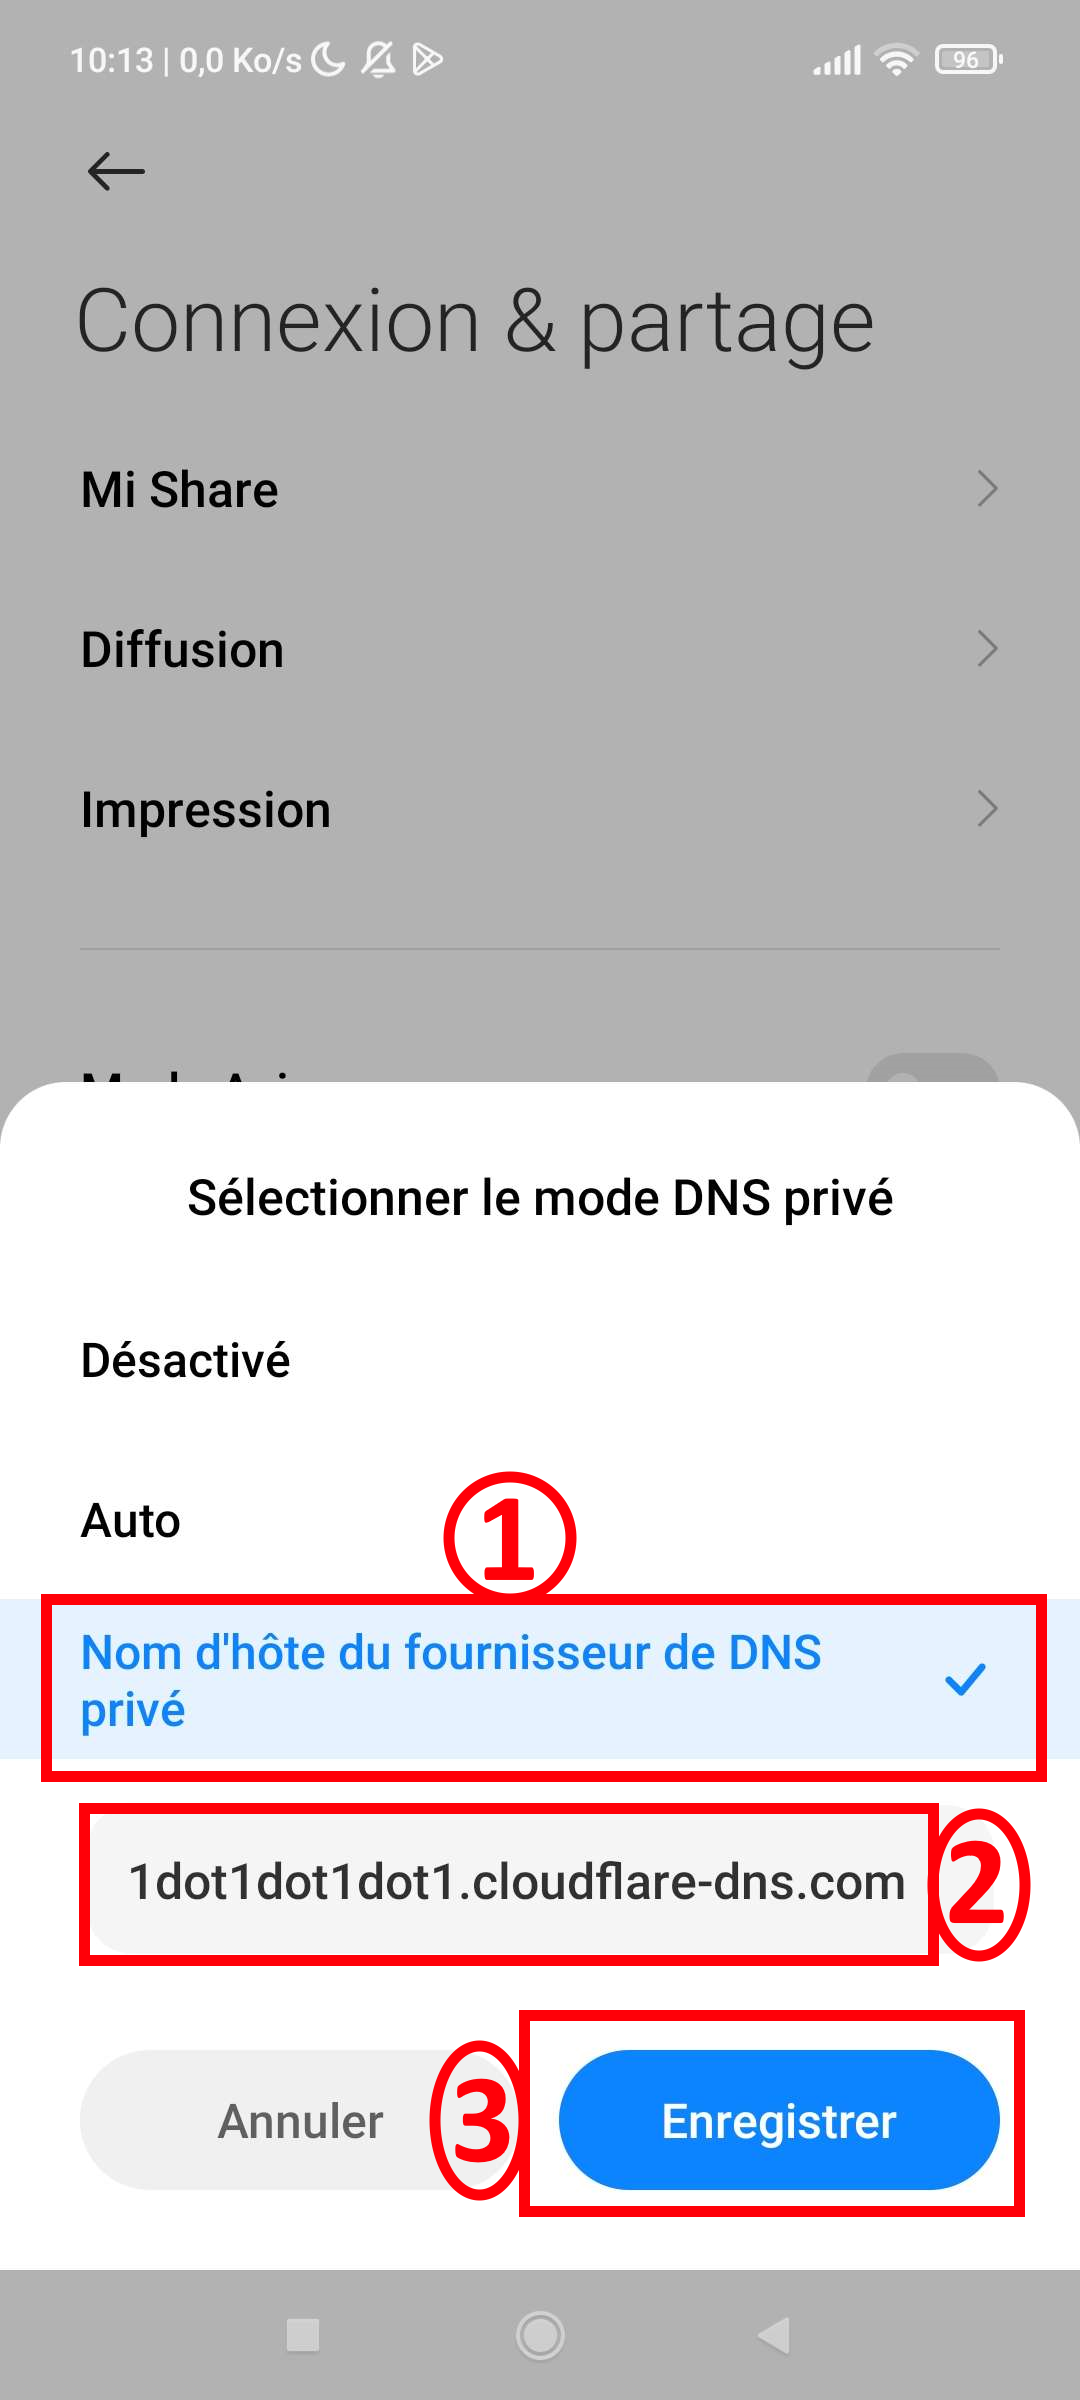 10:13 | 0,0 Ko/s 96
Connexion & partage
Mi Share
Diffusion
Impression
Sélectionner le mode DNS privé
Désactivé
Auto
1
Nom d'hôte du fournisseur de DNS
privé
1dot1dot1dot1.cloudflare-dns.com 2
Annuler 3 Enregistrer